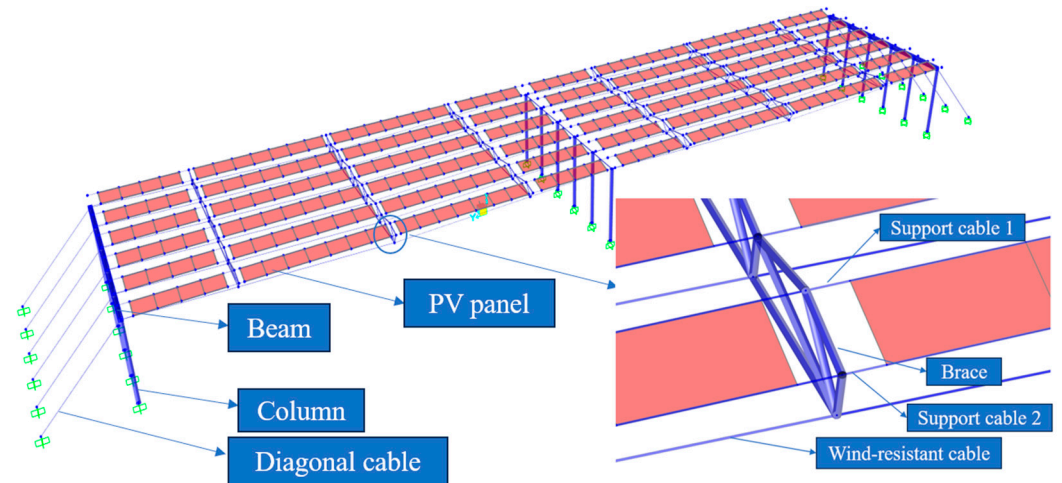 PV panel
Beam
Column
Diagonal cable
Support cable 1
Brace
Support cable 2
Wind-resistant cable